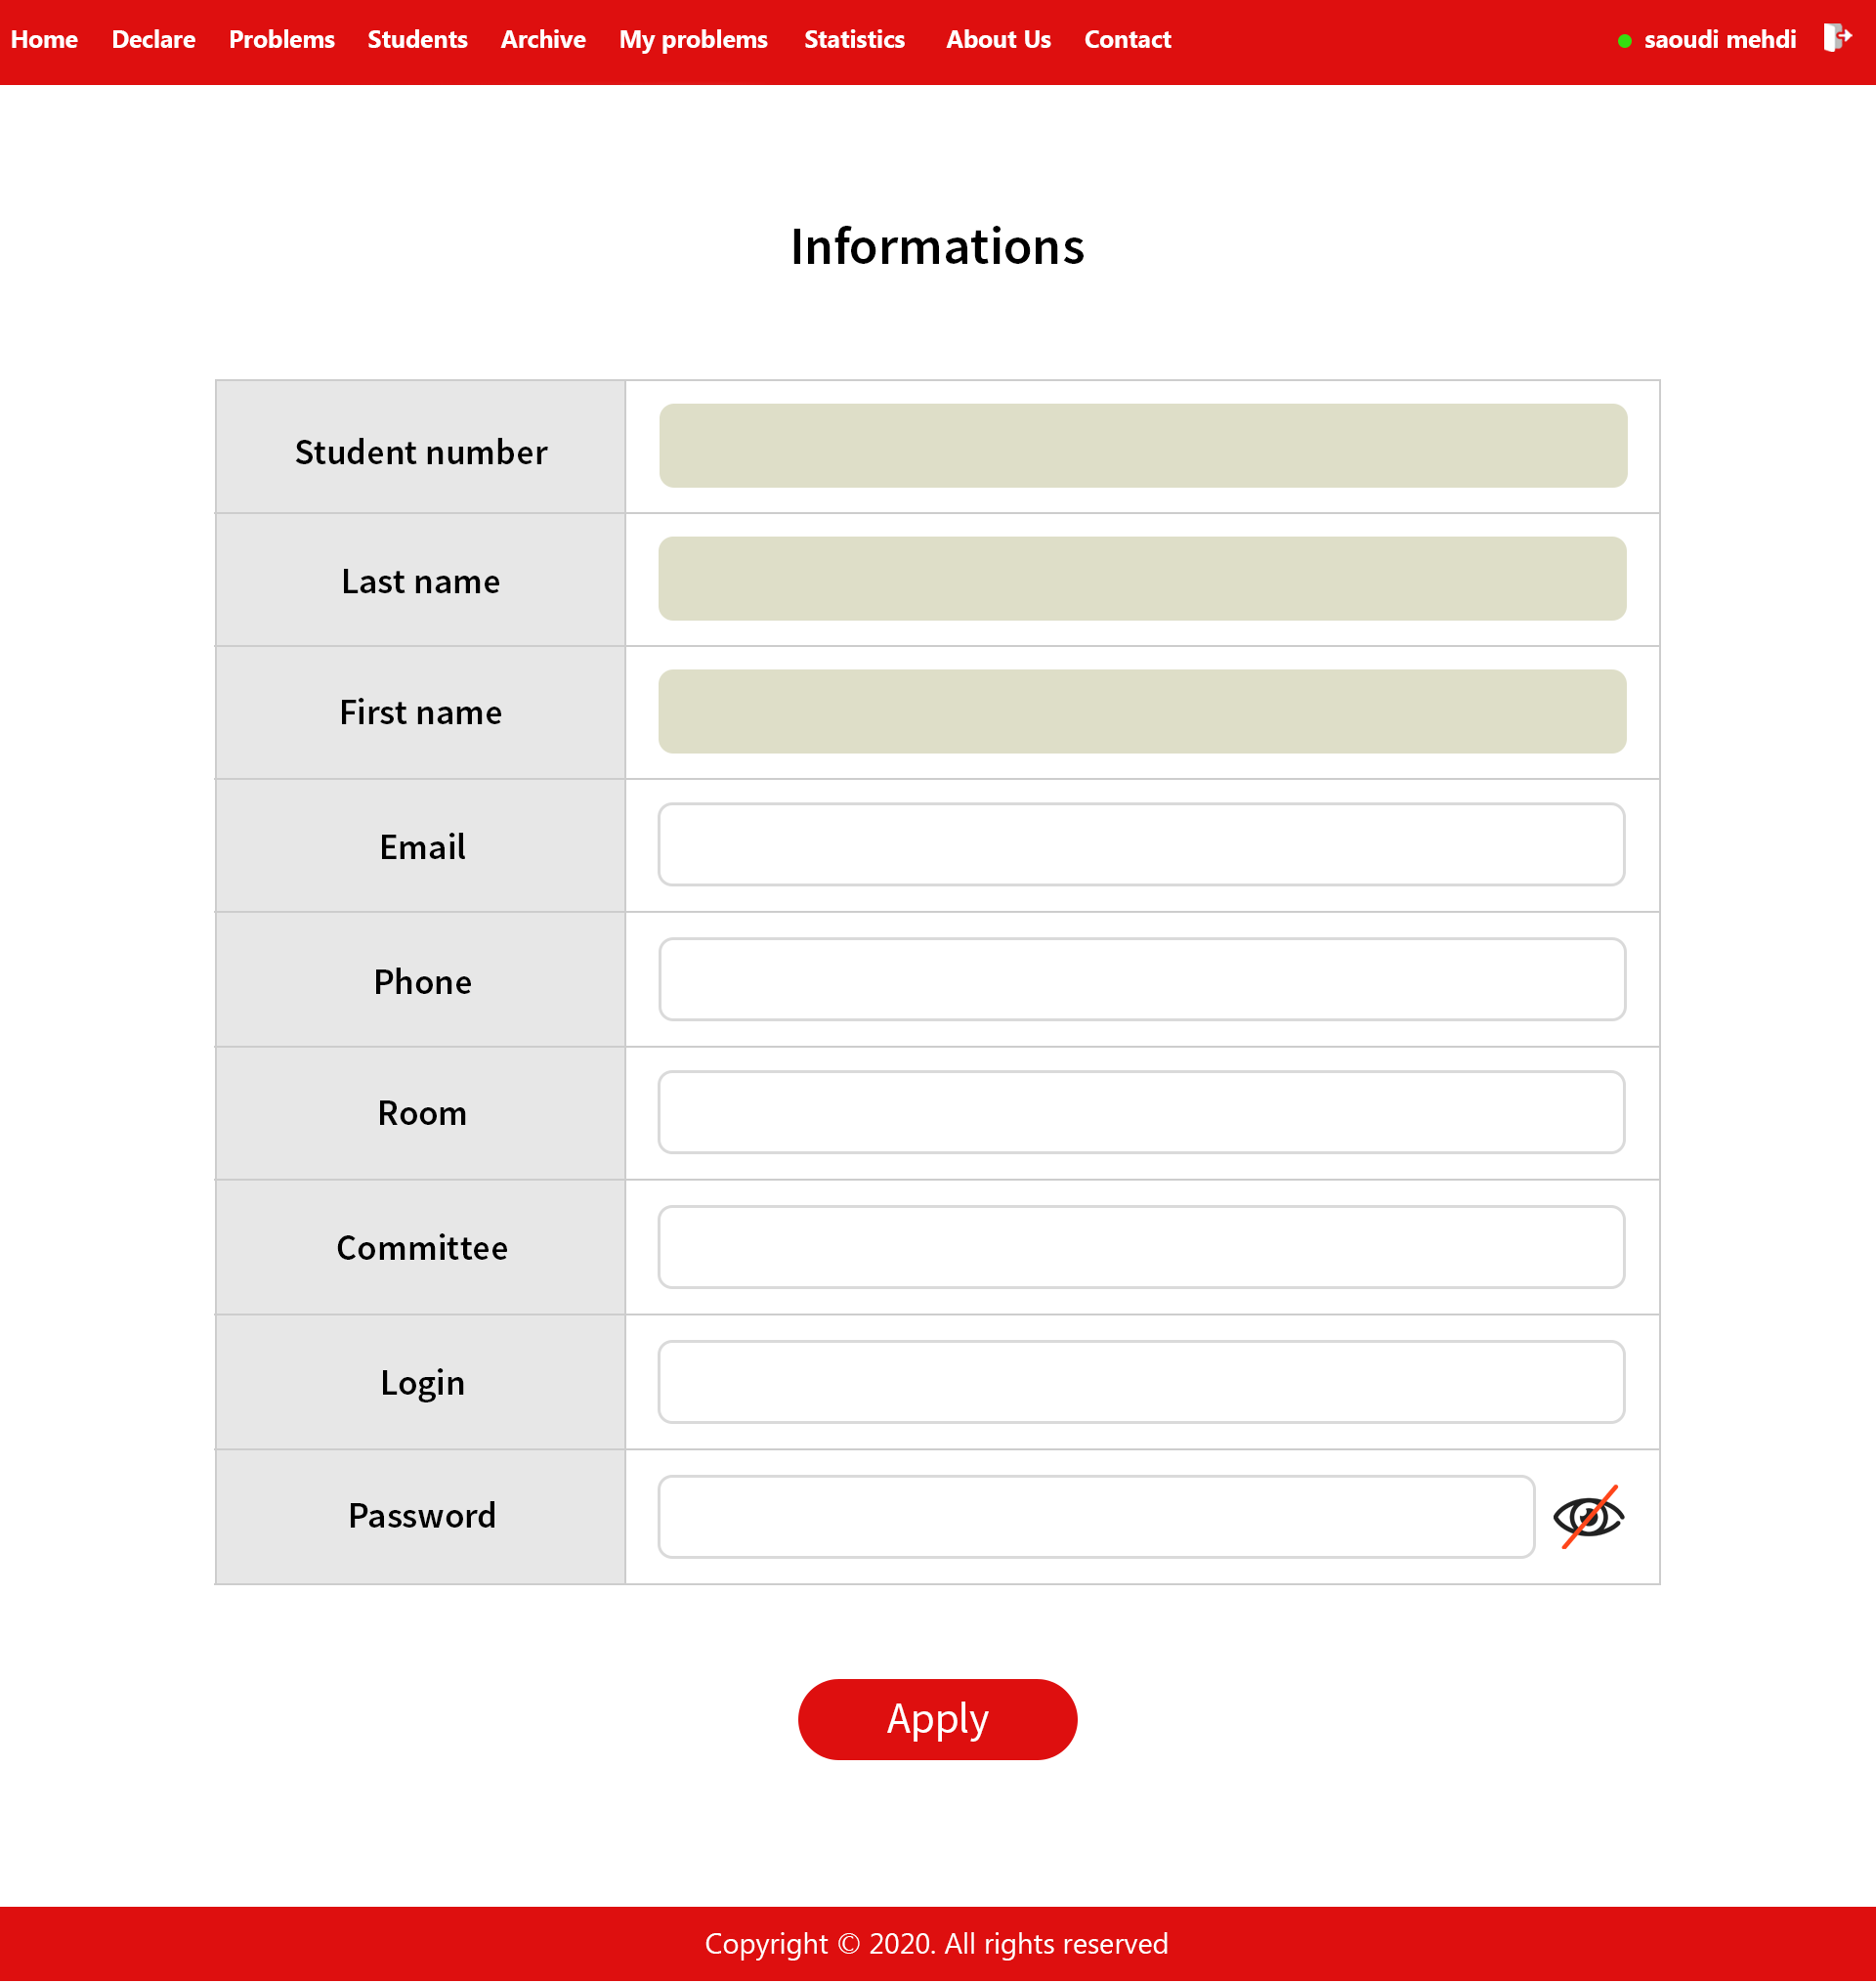 Home Declare Problems Students Archive My problems Statistics About Us Contact saoudi mehdi
Informations
Student number
Last name
First name
Email
Phone
Room
Committee
Login
Password
Apply
Copyright © 2020. All rights reserved